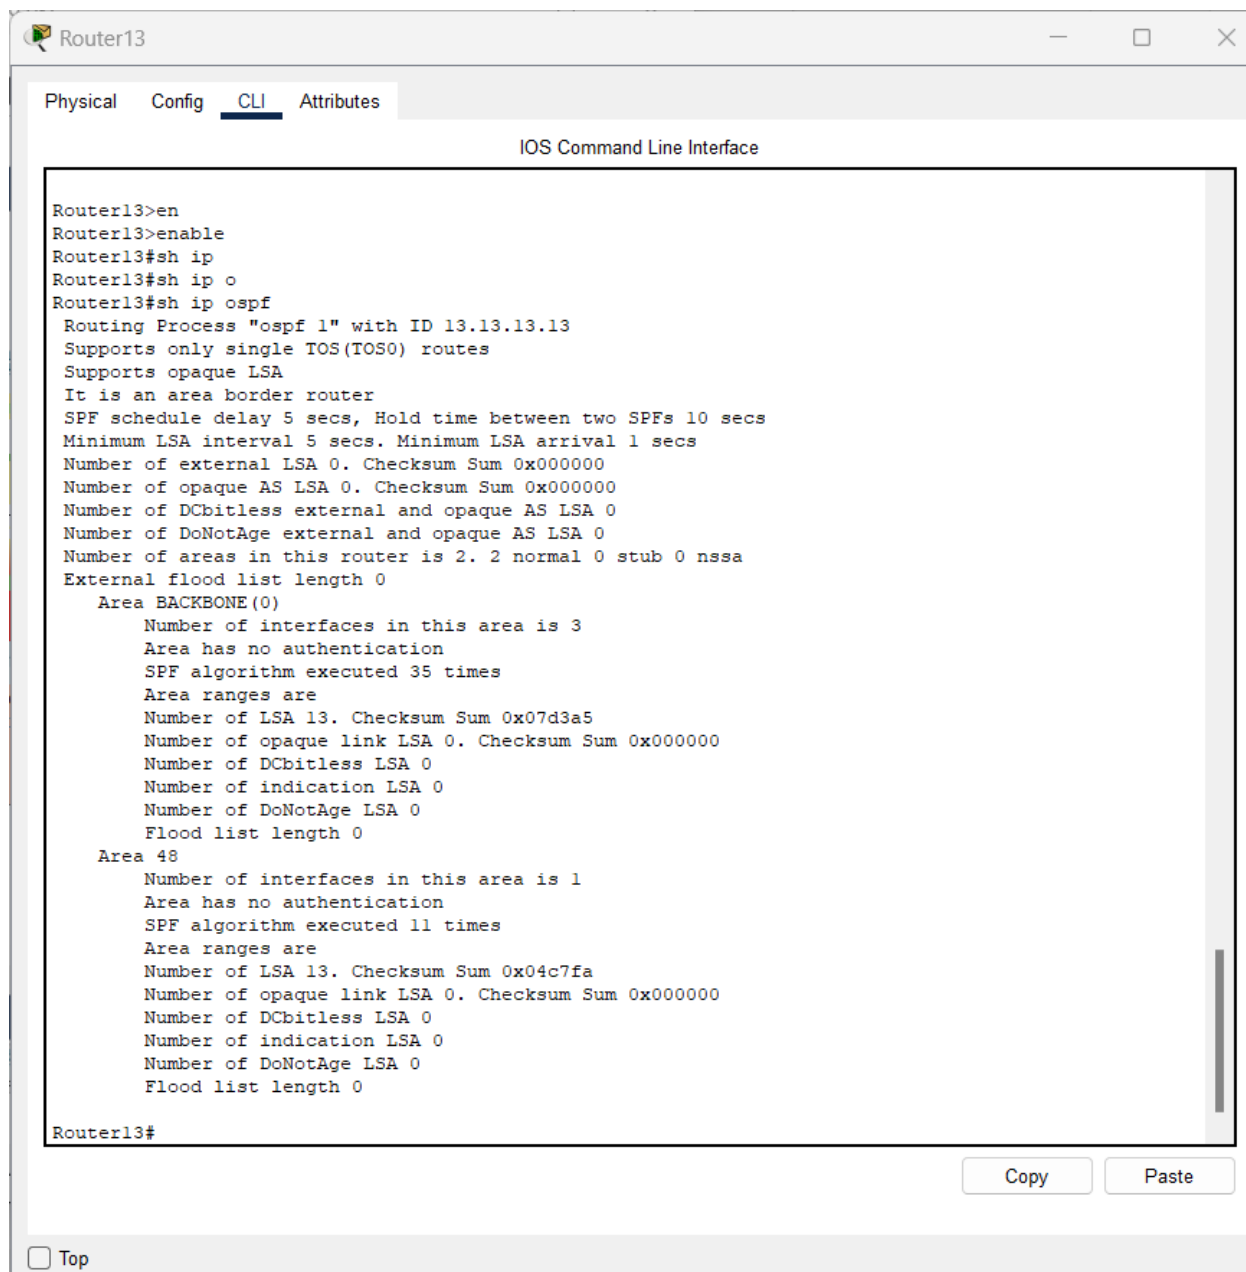 Router13
Physical Config CLI Attributes
IOS Command Line Interface
Router13>en
Router13>enable
Router13#sh ip
Router13#sh ip o
Router13#sh ip ospf
Routing Process "ospf 1" with ID 13.13.13.13
Supports only single TOS(TOS0) routes
Supports opaque LSA
It is an area border router
SPF schedule delay 5 secs, Hold time between two SPFs 10 secs
Minimum LSA interval 5 secs. Minimum LSA arrival 1 secs
Number of external LSA 0. Checksum Sum 0x000000
Number of opaque AS LSA 0. Checksum Sum 0x000000
Number of DCbitless external and opaque AS LSA 0
Number of DoNotAge external and opaque AS LSA 0
Number of areas in this router is 2. 2 normal 0 stub 0 nssa
External flood list length 0
Area BACKBONE(0)
Number of interfaces in this area is 3
Area has no authentication
SPF algorithm executed 35 times
Area ranges are
Number of LSA 13. Checksum Sum 0x07d3a5
Number of opaque link LSA 0. Checksum Sum 0x000000
Number of DCbitless LSA 0
Number of indication LSA 0
Number of DoNotAge LSA 0
Flood list length 0
Area 48
Number of interfaces in this area is 1
Area has no authentication
SPF algorithm executed 11 times
Area ranges are
Number of LSA 13. Checksum Sum 0x04c7fa
Number of opaque link LSA 0. Checksum Sum 0x000000
Number of DCbitless LSA 0
Number of indication LSA 0
Number of DoNotAge LSA 0
Flood list length 0
Router13#
Copy Paste
Top